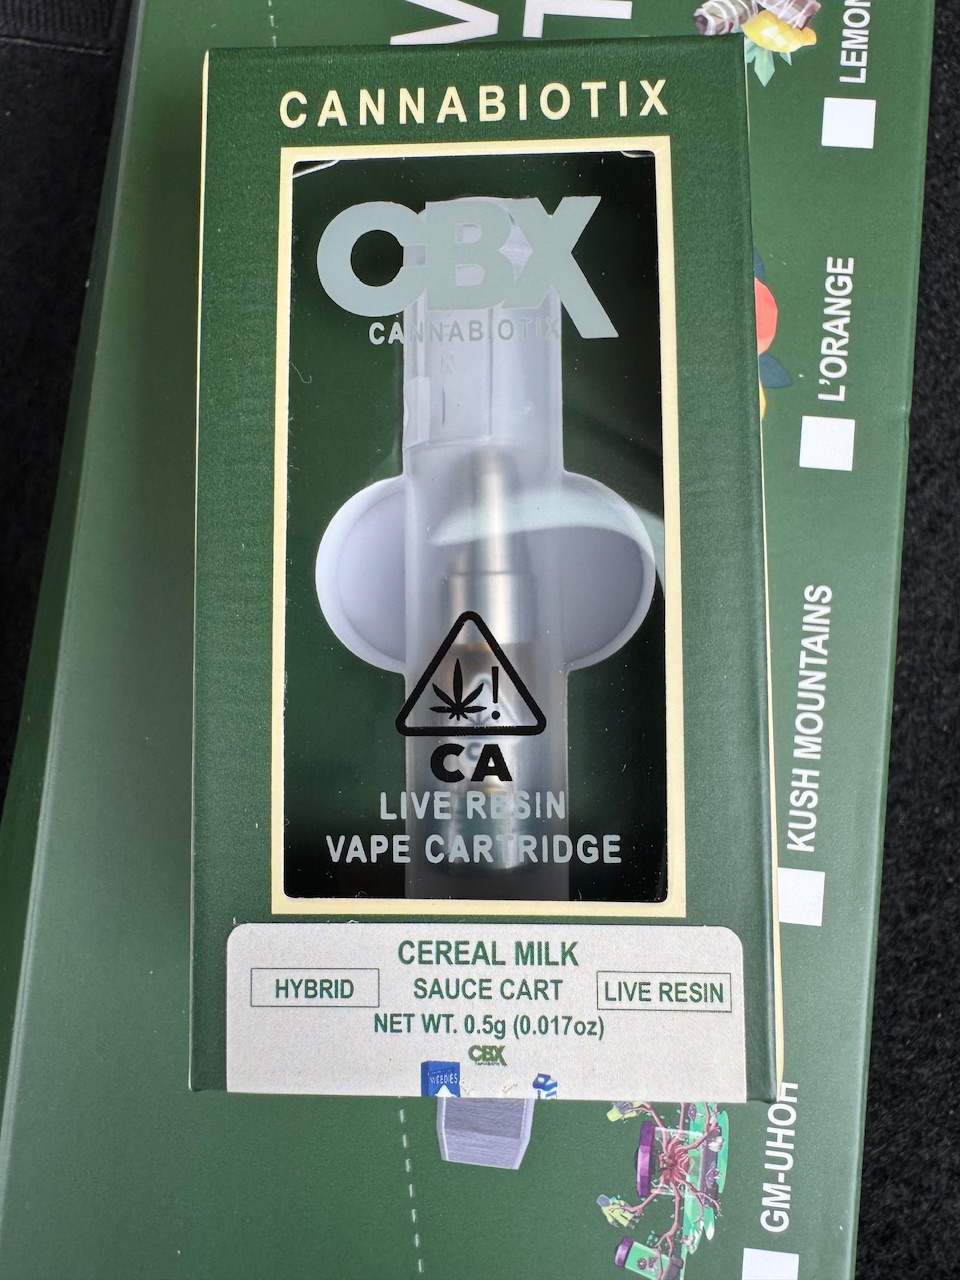 CANNABIOTIX
CBX
CANNABIOTIX
!
CA
LIVE RESIN
VAPE CARTRIDGE
CEREAL MILK
HYBRID
SAUCE CART
LIVE RESIN
NET WT. 0.5g (0.017oz)
CBX
WEEDIES
LEMON
L'ORANGE
KUSH MOUNTAINS
GM-UHOH